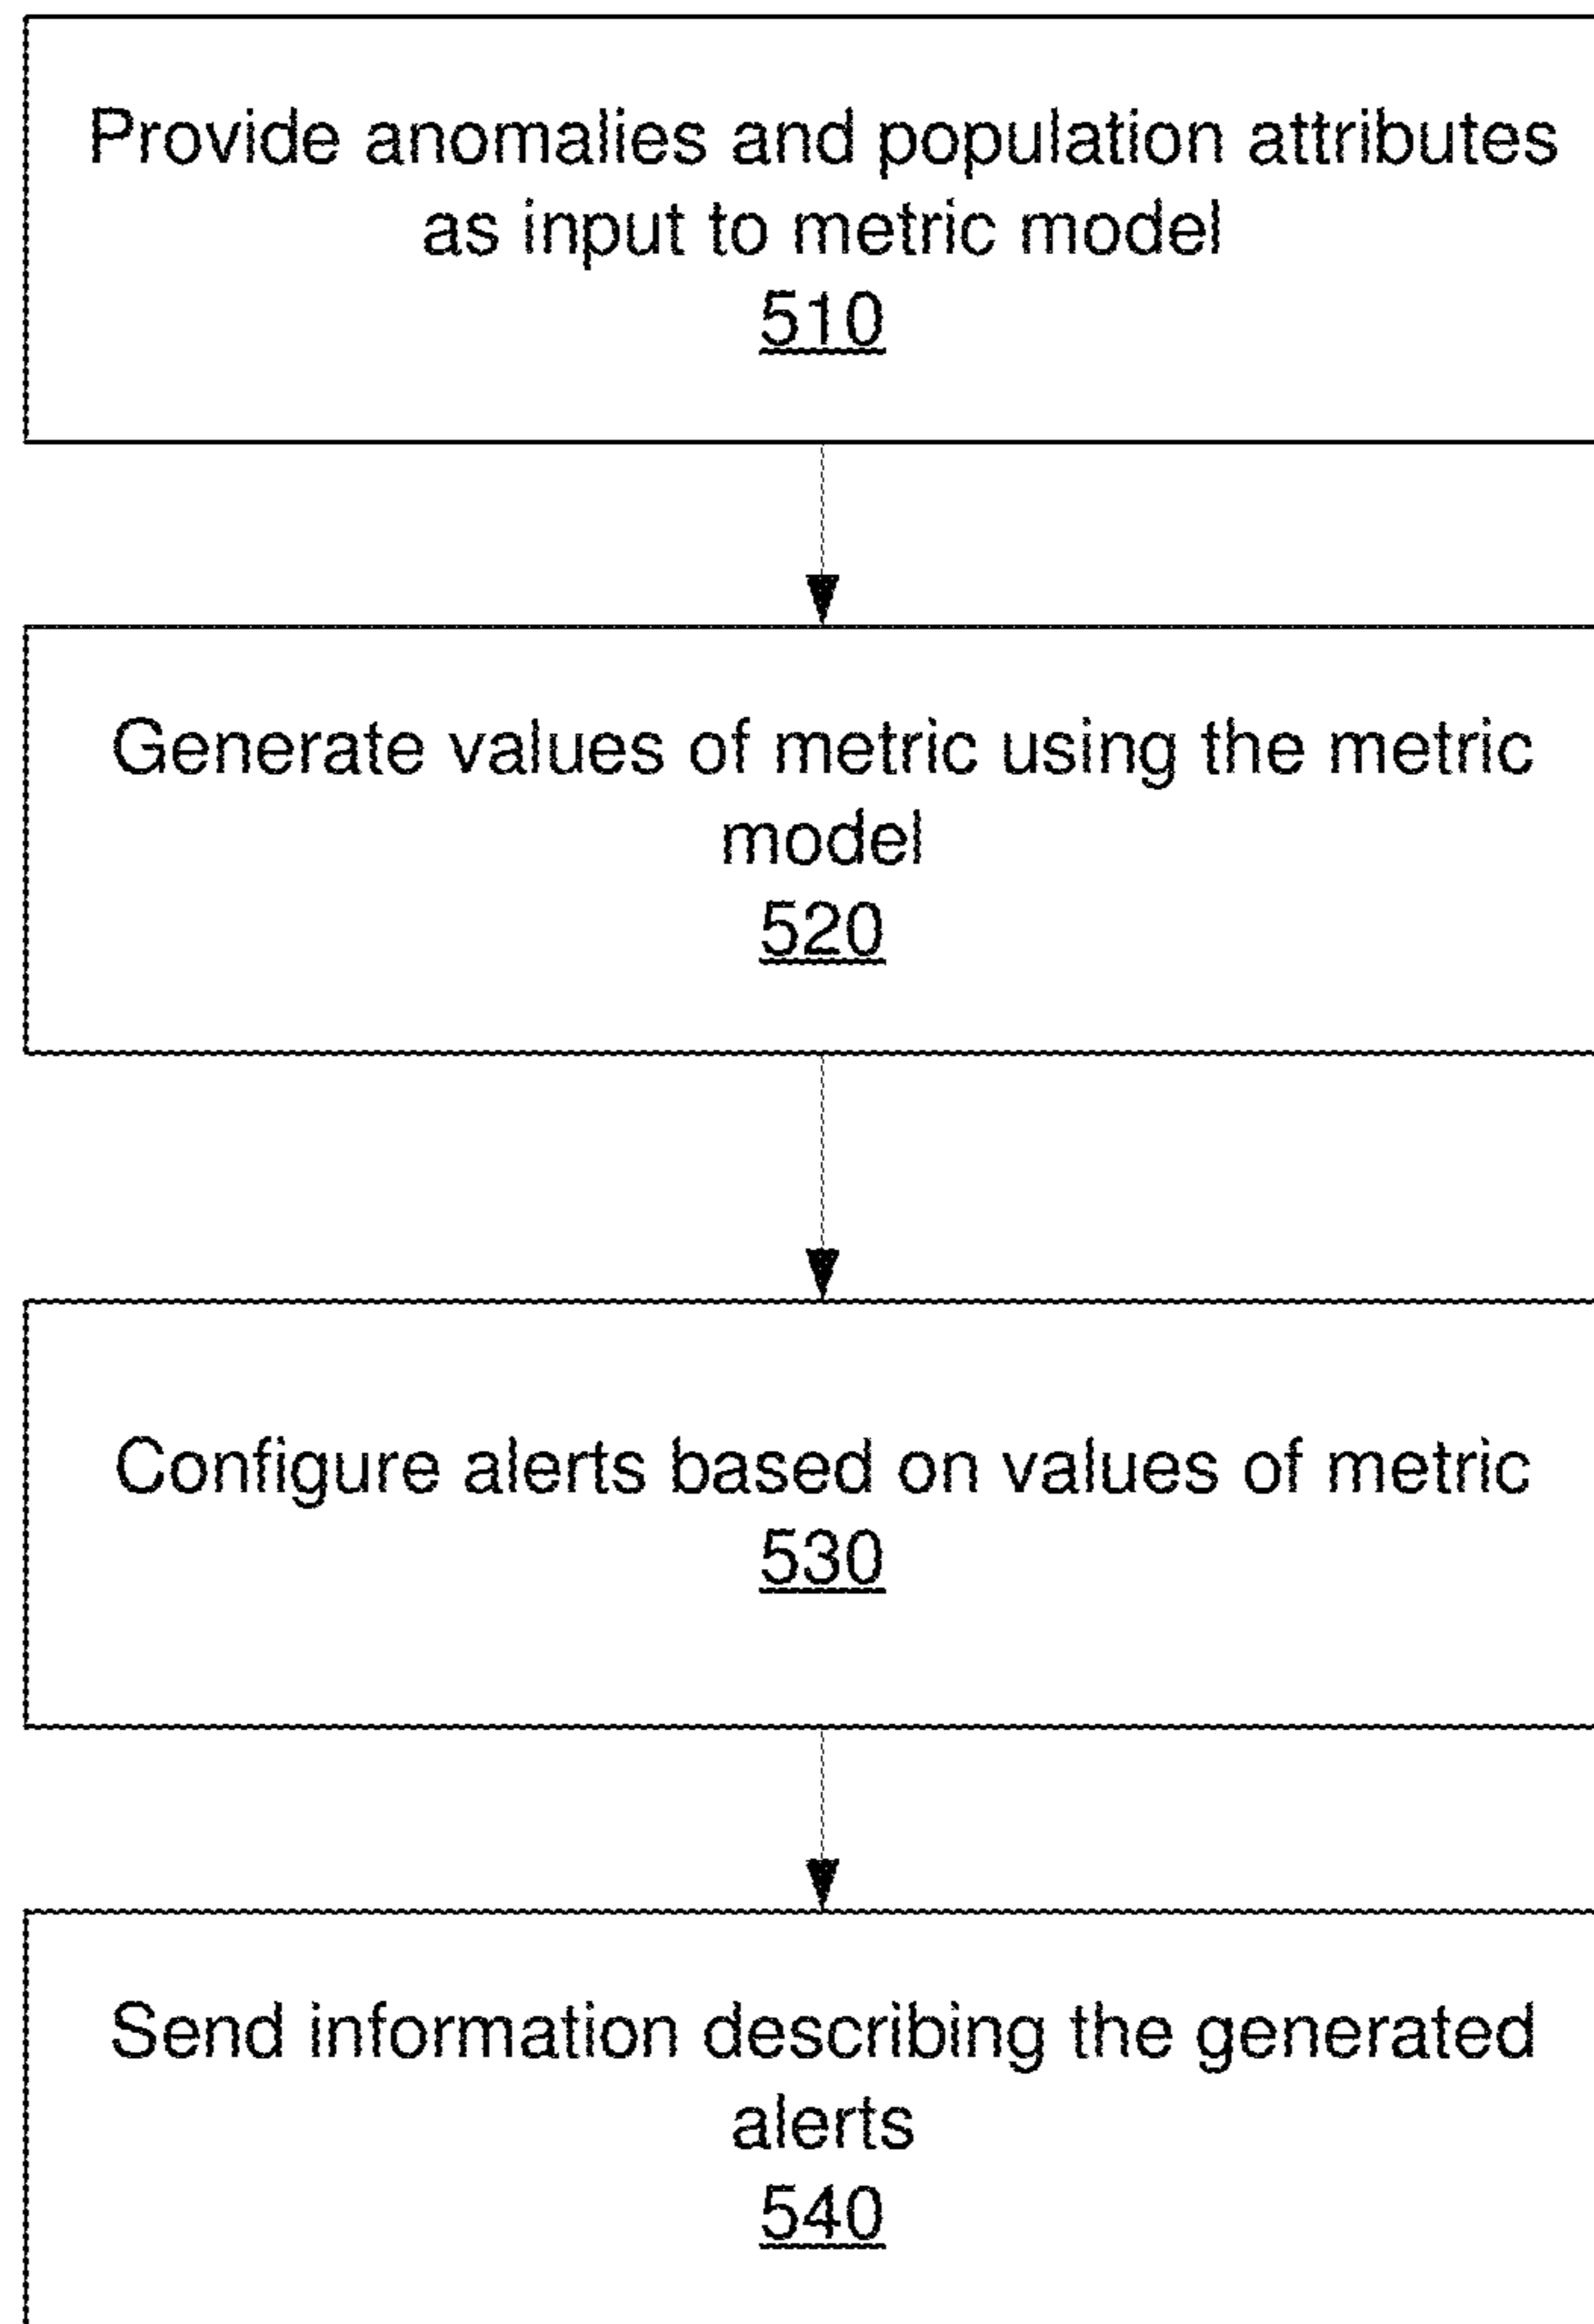 Provide anomalies and population attributes
as input to metric model
510
Generate values of metric using the metric
model
520
Configure alerts based on values of metric
530
Send information describing the generated
alerts
540